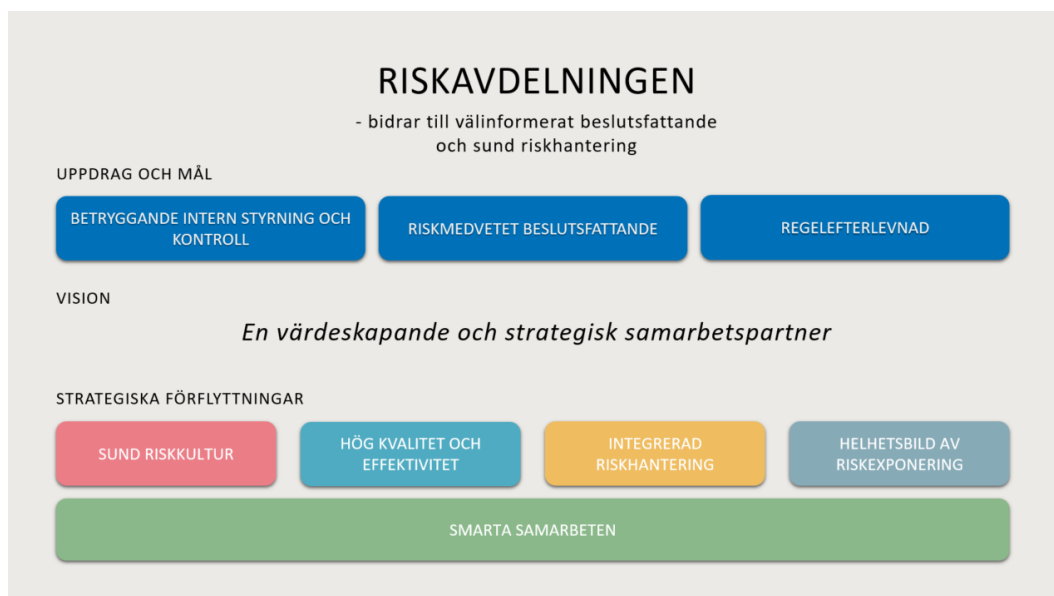 RISKAVDELNINGEN
- bidrar till välinformerat beslutsfattande
och sund riskhantering
UPPDRAG OCH MÅL
BETRYGGANDE INTERN STYRNING OCH
KONTROLL
RISKMEDVETET BESLUTSFATTANDE
REGELEFTERLEVNAD
VISION
En värdeskapande och strategisk samarbetspartner
STRATEGISKA FÖRFLYTTNINGAR
SUND RISKKULTUR
HÖG KVALITET OCH
EFFEKTIVITET
INTEGRERAD
RISKHANTERING
HELHETSBILD AV
RISKEXPONERING
SMARTA SAMARBETEN